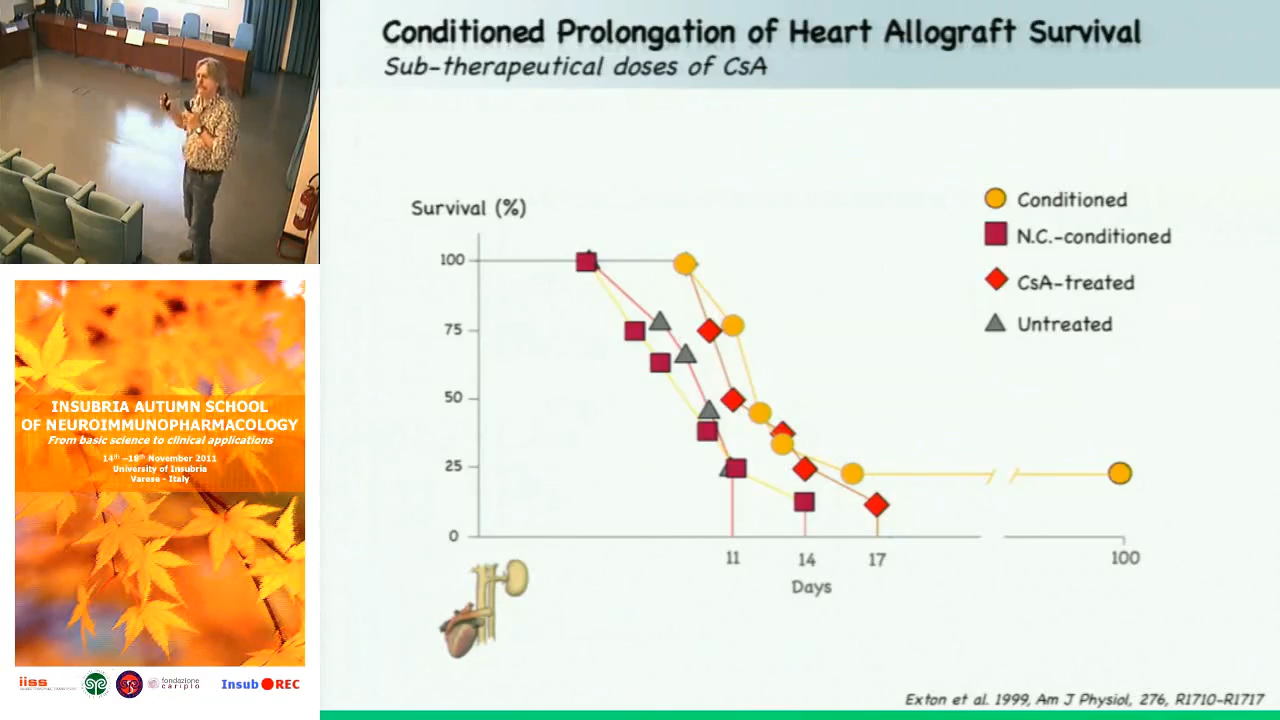 Conditioned Prolongation of Heart Allograft Survival
Sub-therapeutical doses of CsA
Survival (%)
100
75
50
25
0
11
14
17
100
Days
Conditioned
N.C.-conditioned
CsA-treated
Untreated
Exton et al. 1999, Am J Physiol, 276, R1710-R1717
INSUBRIA AUTUMN SCHOOL
OF NEUROIMMUNOPHARMACOLOGY
From basic science to clinical applications
14th –18th November 2011
University of Insubria
Varese - Italy
iiss
fondazione
cariplo
Insub REC